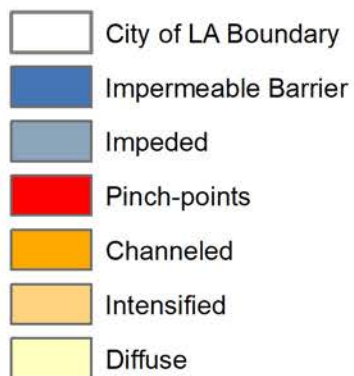 City of LA Boundary
Impermeable Barrier
Impeded
Pinch-points
Channeled
Intensified
Diffuse